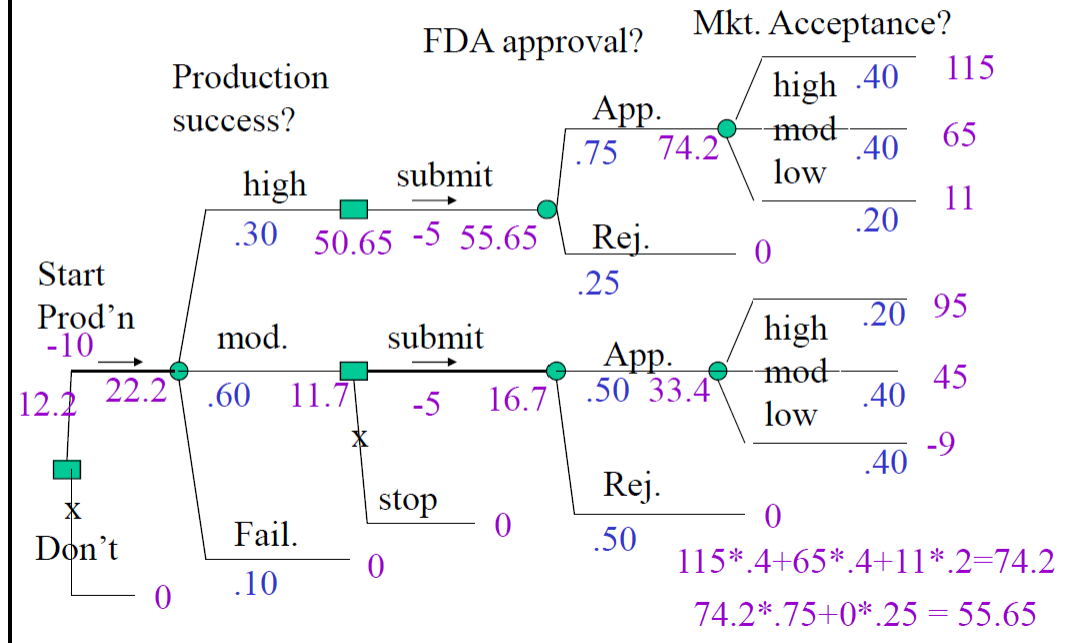 Mkt. Acceptance?
FDA approval?
Production
success?
high .40 115
App.
.75 74.2
mod .40 65
low .20 11
high
.30
submit
50.65 -5 55.65
Rej. 0
.25
Start
Prod’n
-10
12.2 22.2
mod.
.60 11.7
submit
-5 16.7
App.
.50 33.4
high .20 95
mod .40 45
low .40 -9
x
stop 0
Rej. 0
.50
x
Don’t 0
Fail. 0
.10
115*.4+65*.4+11*.2=74.2
74.2*.75+0*.25 = 55.65